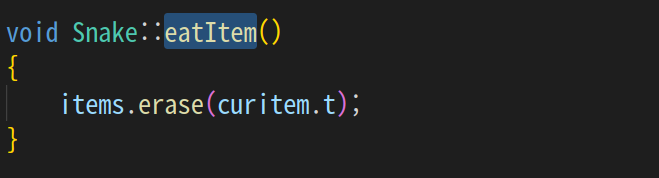 void Snake::eatItem()
{
    items.erase(curitem.t);
}